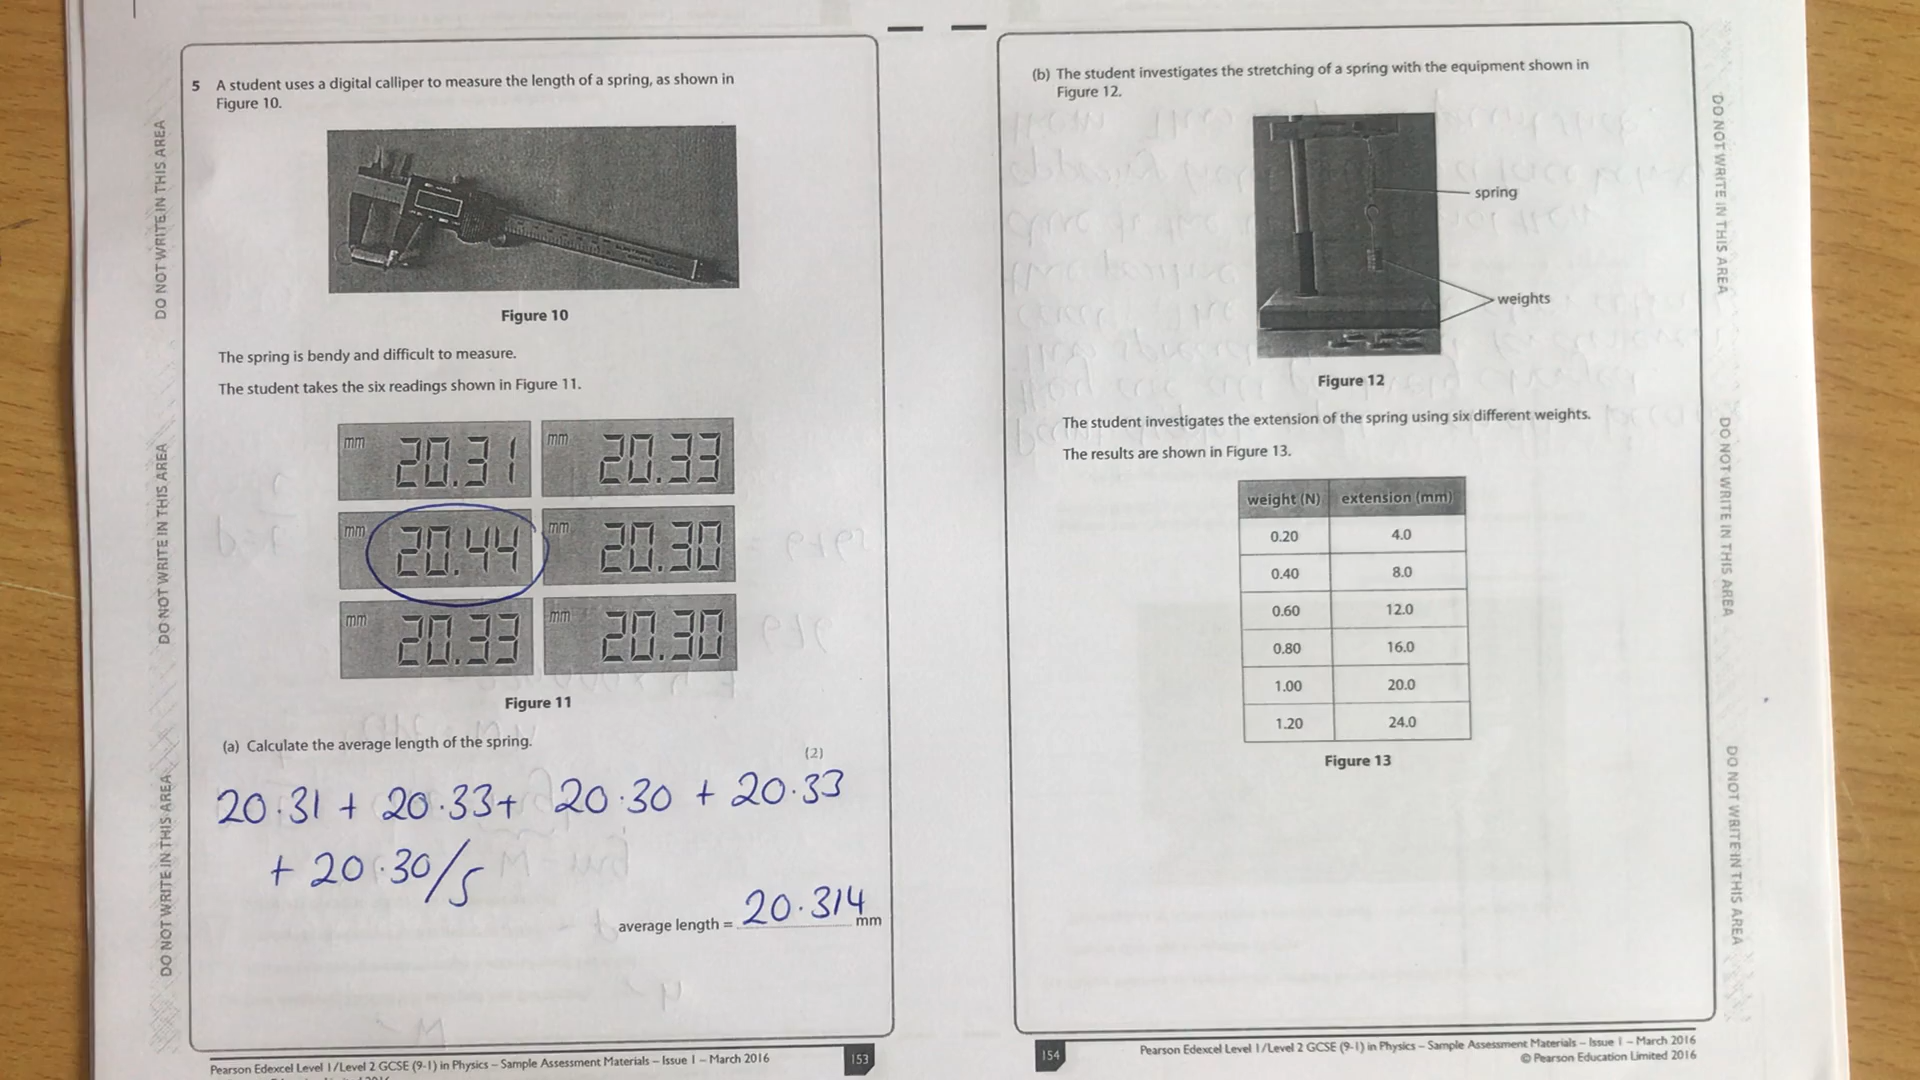 5 A student uses a digital calliper to measure the length of a spring, as shown in
Figure 10.
Figure 10
The spring is bendy and difficult to measure.
The student takes the six readings shown in Figure 11.
mm 20.31 mm 20.33
mm 20.44 mm 20.30
mm 20.33 mm 20.30
Figure 11
(a) Calculate the average length of the spring.
(2)
20.31 + 20.33+ 20.30 + 20.33
+ 20.30/5
average length = 20.314 mm
Pearson Edexcel Level 1/Level 2 GCSE (9-1) in Physics – Sample Assessment Materials – Issue 1 – March 2016
153
DO NOT WRITE IN THIS AREA
DO NOT WRITE IN THIS AREA
DO NOT WRITE IN THIS AREA
(b) The student investigates the stretching of a spring with the equipment shown in
Figure 12.
spring
weights
Figure 12
The student investigates the extension of the spring using six different weights.
The results are shown in Figure 13.
weight (N) extension (mm)
0.20 4.0
0.40 8.0
0.60 12.0
0.80 16.0
1.00 20.0
1.20 24.0
Figure 13
154
Pearson Edexcel Level 1/Level 2 GCSE (9-1) in Physics – Sample Assessment Materials – Issue 1 – March 2016
© Pearson Education Limited 2016
DO NOT WRITE IN THIS AREA
DO NOT WRITE IN THIS AREA
DO NOT WRITE IN THIS AREA